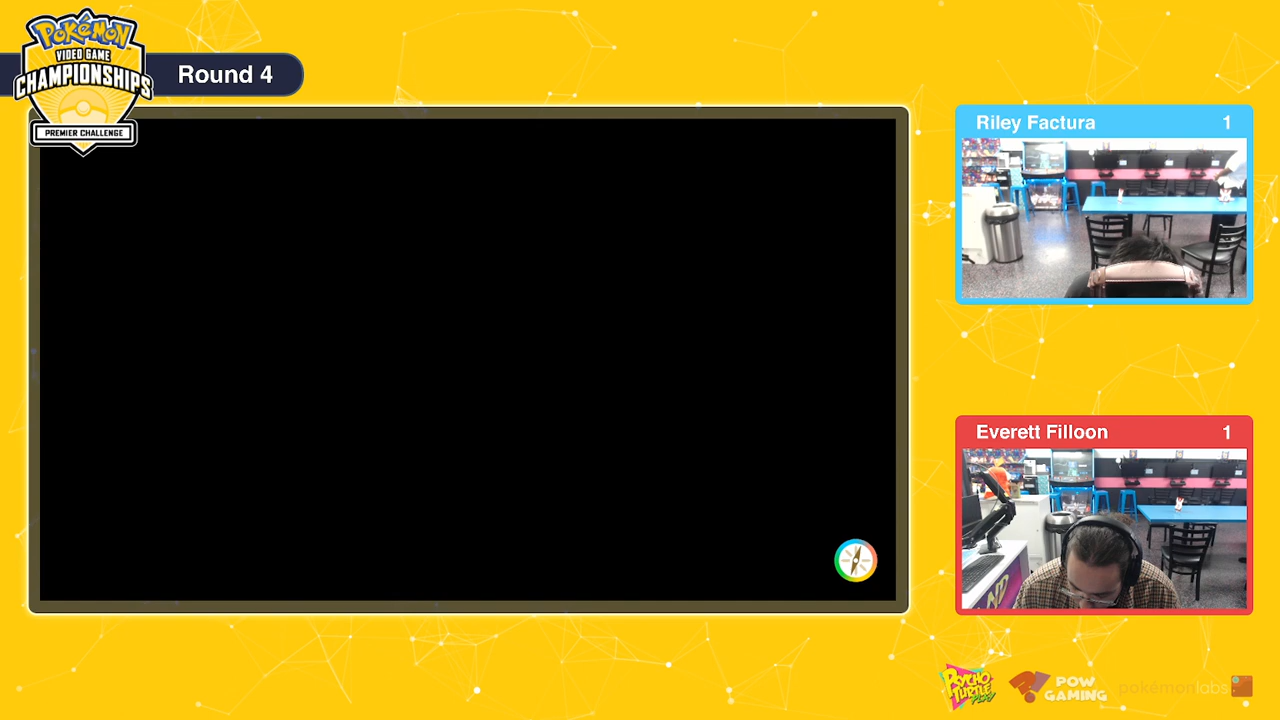 Pokémon
VIDEO GAME
CHAMPIONSHIPS
PREMIER CHALLENGE
Round 4
Riley Factura 1
Everett Filloon 1
PSYCHO
TURTLE
PLAY
POW
GAMING
pokémonlabs